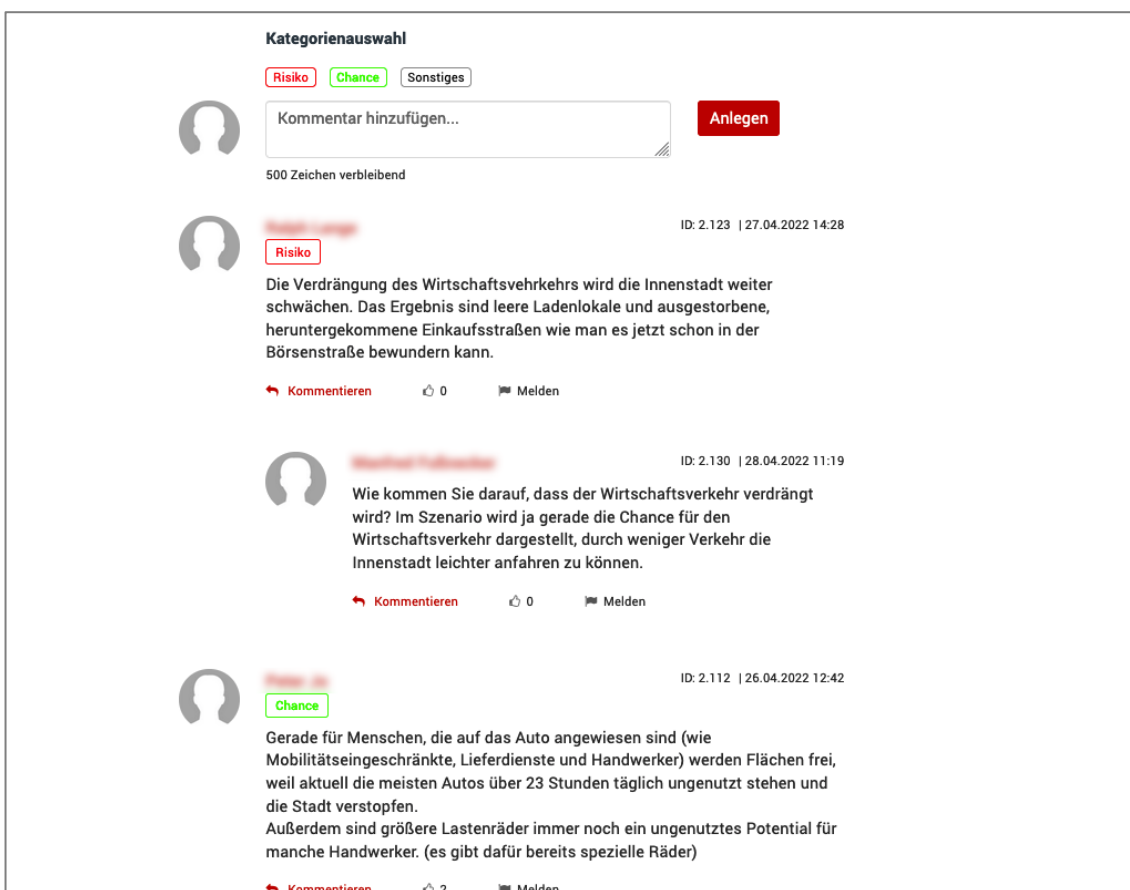 Kategorienauswahl
Risiko Chance Sonstiges
Kommentar hinzufügen...
Anlegen
500 Zeichen verbleibend
ID: 2.123 | 27.04.2022 14:28
Risiko
Die Verdrängung des Wirtschaftsvehrkehrs wird die Innenstadt weiter
schwächen. Das Ergebnis sind leere Ladenlokale und ausgestorbene,
heruntergekommene Einkaufsstraßen wie man es jetzt schon in der
Börsenstraße bewundern kann.
Kommentieren 0 Melden
ID: 2.130 | 28.04.2022 11:19
Wie kommen Sie darauf, dass der Wirtschaftsverkehr verdrängt
wird? Im Szenario wird ja gerade die Chance für den
Wirtschaftsverkehr dargestellt, durch weniger Verkehr die
Innenstadt leichter anfahren zu können.
Kommentieren 0 Melden
ID: 2.112 | 26.04.2022 12:42
Chance
Gerade für Menschen, die auf das Auto angewiesen sind (wie
Mobilitätseingeschränkte, Lieferdienste und Handwerker) werden Flächen frei,
weil aktuell die meisten Autos über 23 Stunden täglich ungenutzt stehen und
die Stadt verstopfen.
Außerdem sind größere Lastenräder immer noch ein ungenutztes Potential für
manche Handwerker. (es gibt dafür bereits spezielle Räder)
Kommentieren 2 Melden